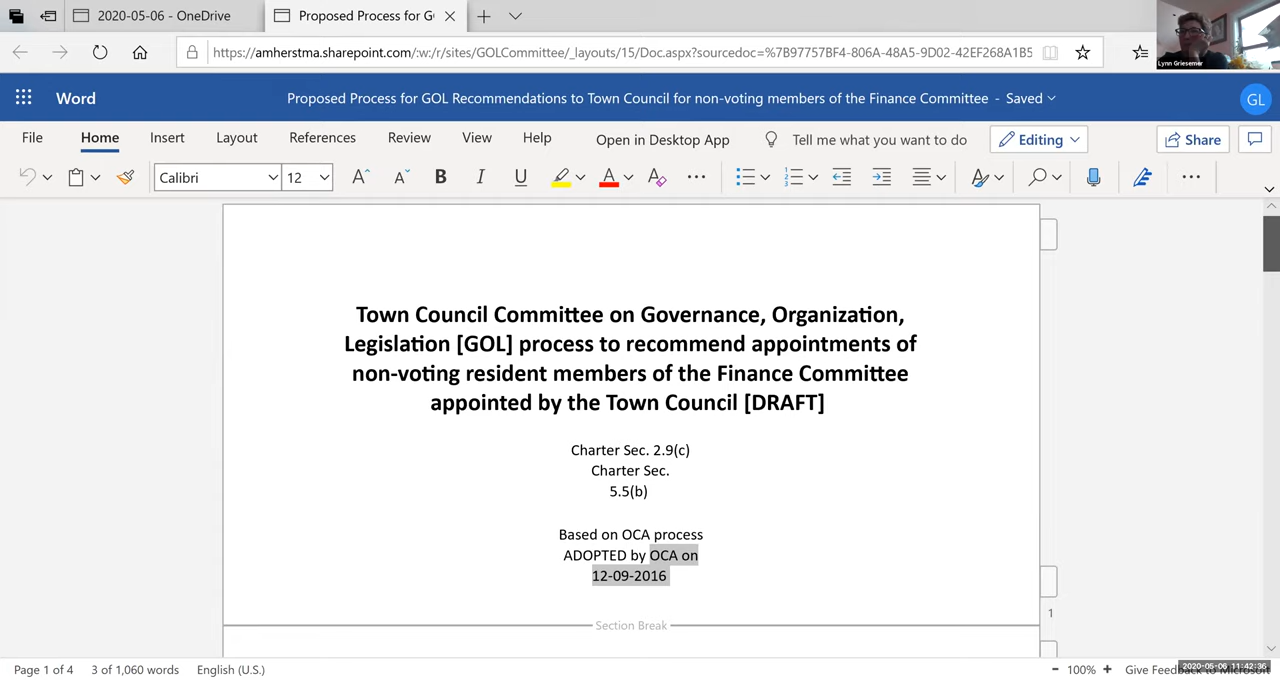 2020-05-06 - OneDrive
Proposed Process for G
https://amherstma.sharepoint.com/:w:/r/sites/GOLCommittee/_layouts/15/Doc.aspx?sourcedoc=%7B97757BF4-806A-48A5-9D02-42EF268A1B5
Lynn Griesemer
Word
Proposed Process for GOL Recommendations to Town Council for non-voting members of the Finance Committee - Saved
GL
File
Home
Insert
Layout
References
Review
View
Help
Open in Desktop App
Tell me what you want to do
Editing
Share
Calibri
12
Town Council Committee on Governance, Organization,
Legislation [GOL] process to recommend appointments of
non-voting resident members of the Finance Committee
appointed by the Town Council [DRAFT]
Charter Sec. 2.9(c)
Charter Sec.
5.5(b)
Based on OCA process
ADOPTED by OCA on
12-09-2016
1
Section Break
Page 1 of 4
3 of 1,060 words
English (U.S.)
- 100% +
Give Feedback to Microsoft
2020-05-06 11:42:36